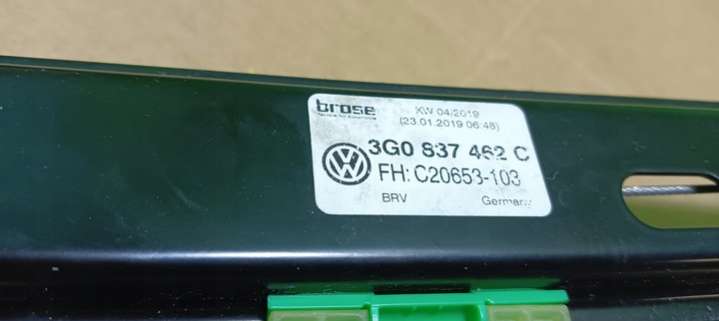 brose
KW 04/2019
(23.01.2019 06:48)
3G0 837 462 C
FH: C20653-103
BRV
Germany